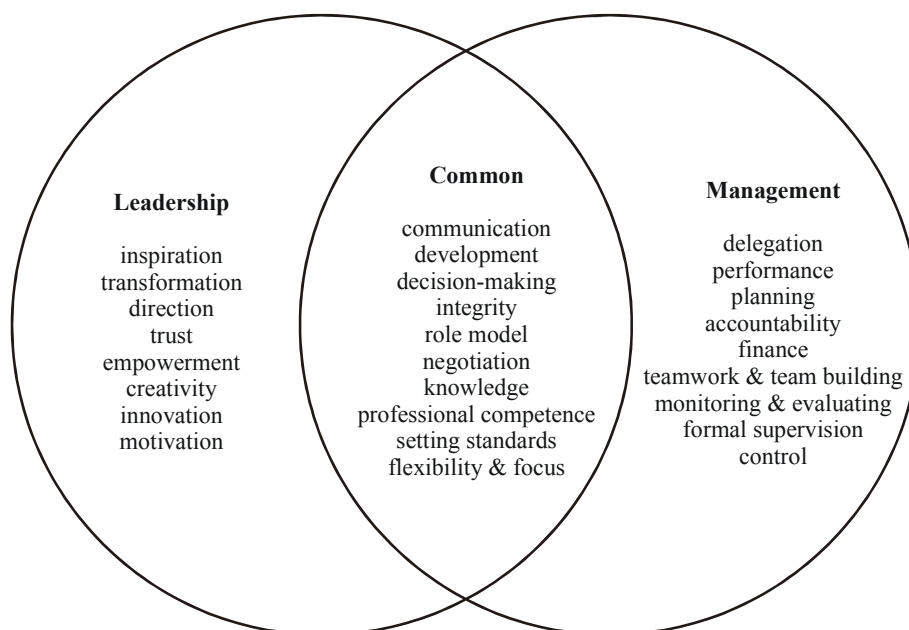 Leadership
inspiration
transformation
direction
trust
empowerment
creativity
innovation
motivation
Common
communication
development
decision-making
integrity
role model
negotiation
knowledge
professional competence
setting standards
flexibility & focus
Management
delegation
performance
planning
accountability
finance
teamwork & team building
monitoring & evaluating
formal supervision
control